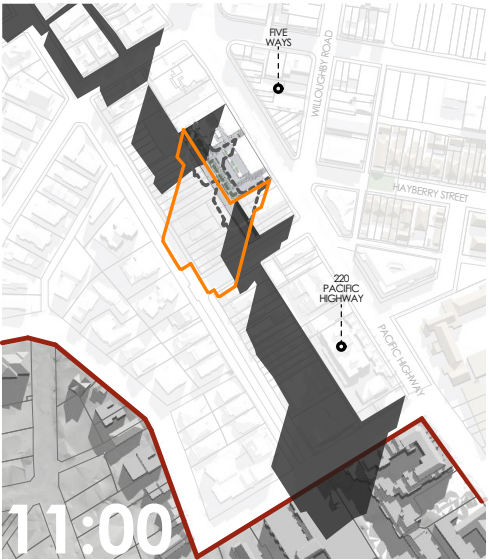 FIVE
WAYS
WILLOUGHBY ROAD
HAYBERRY STREET
220
PACIFIC
HIGHWAY
PACIFIC HIGHWAY
11:00